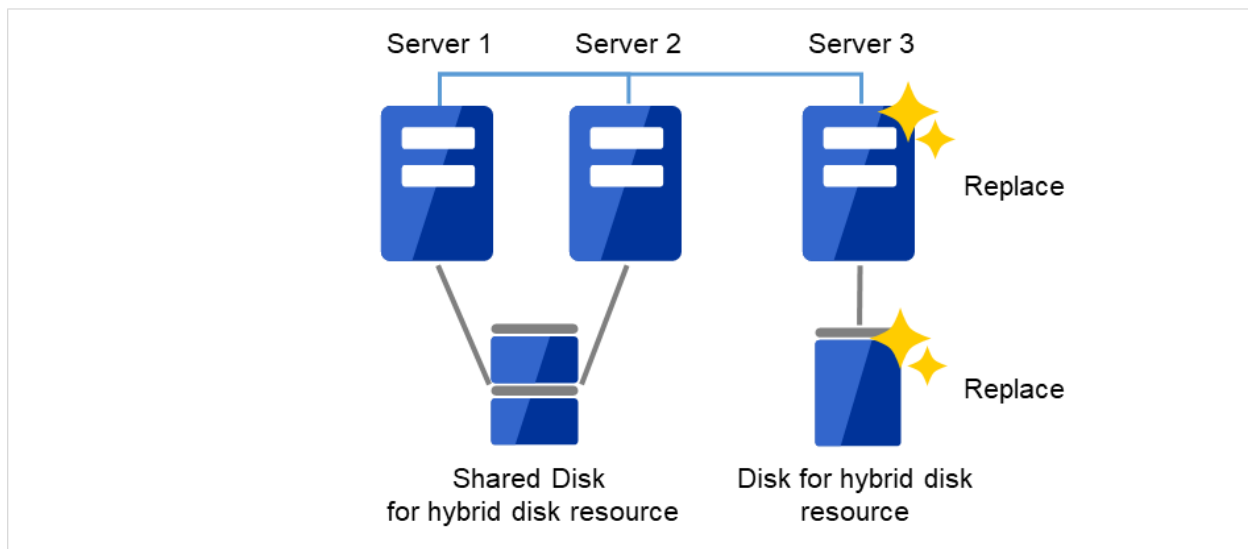 Server 1
Server 2
Server 3
Replace
Replace
Shared Disk
for hybrid disk resource
Disk for hybrid disk
resource